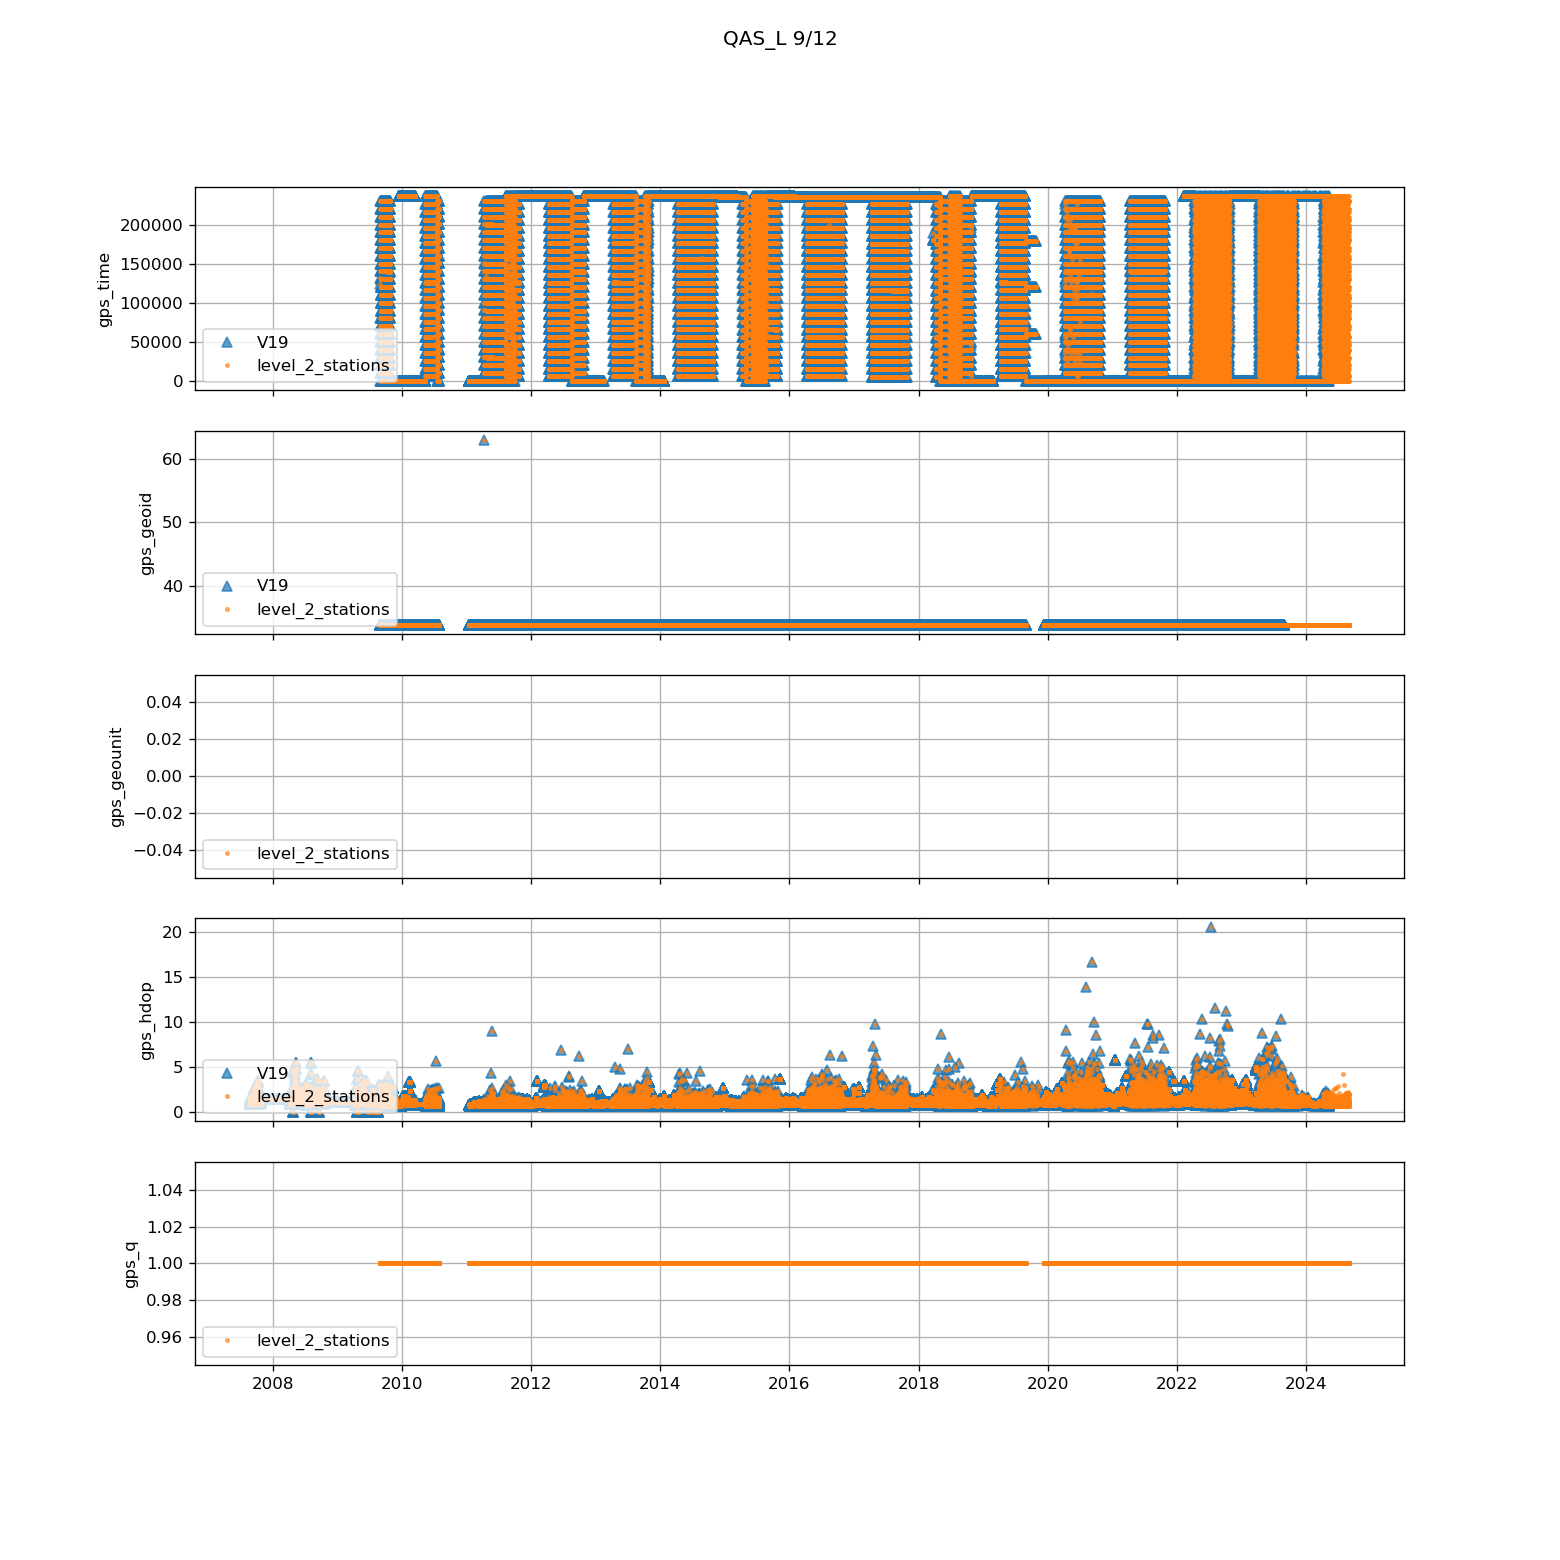 QAS_L 9/12
gps_time
200000
150000
100000
50000
0
V19
level_2_stations
gps_geoid
60
50
40
V19
level_2_stations
gps_geounit
0.04
0.02
0.00
−0.02
−0.04
level_2_stations
gps_hdop
20
15
10
5
0
V19
level_2_stations
gps_q
1.04
1.02
1.00
0.98
0.96
level_2_stations
2008 2010 2012 2014 2016 2018 2020 2022 2024